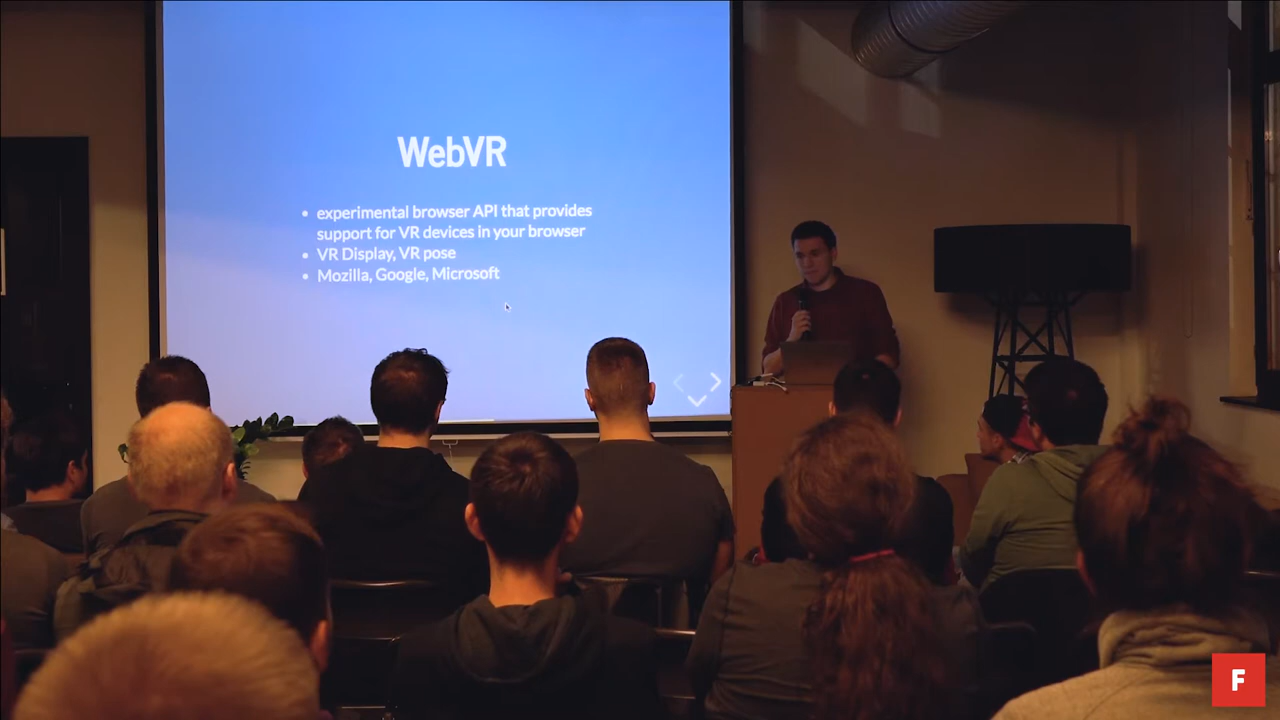 WebVR
experimental browser API that provides
support for VR devices in your browser
VR Display, VR pose
Mozilla, Google, Microsoft
F